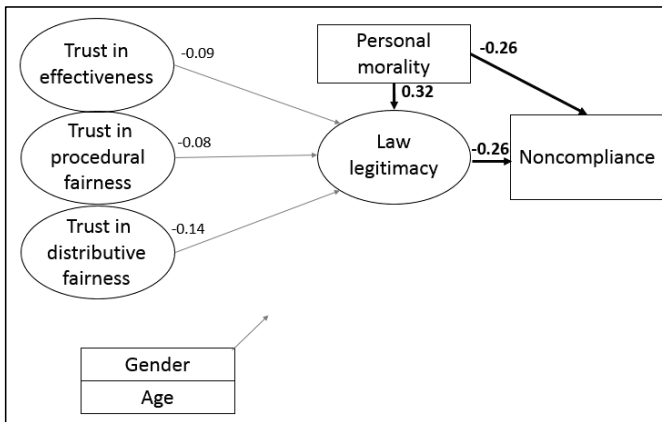 Trust in
effectiveness
-0.09
Personal
morality
-0.26
0.32
Trust in
procedural
fairness
-0.08
Law
legitimacy
-0.26
Noncompliance
Trust in
distributive
fairness
-0.14
Gender
Age